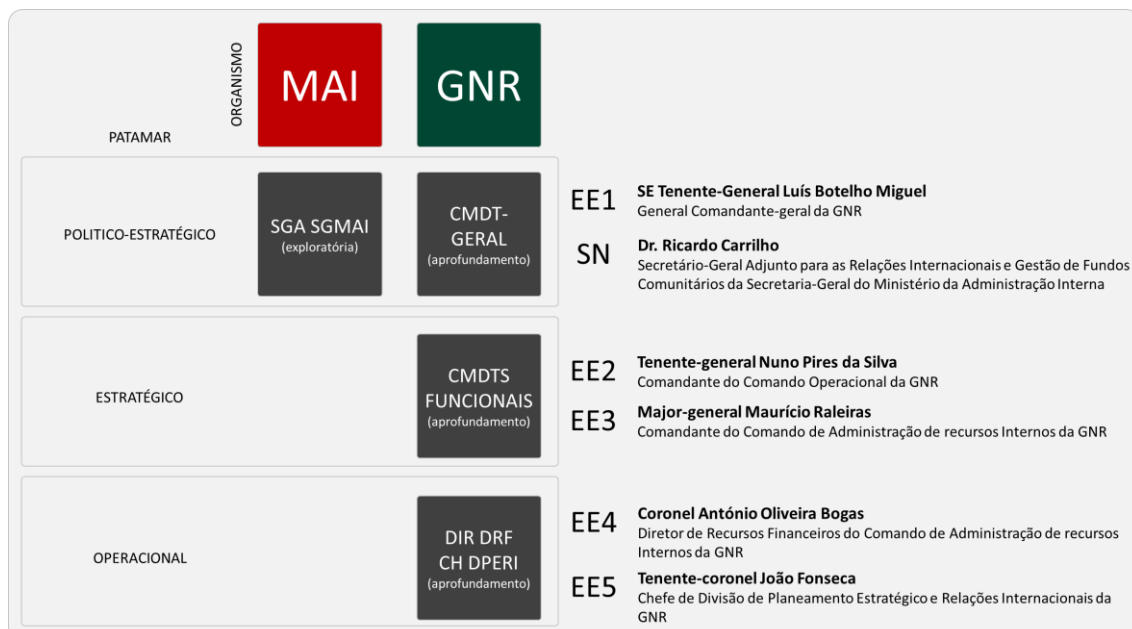 ORGANISMO
MAI
GNR
PATAMAR
POLITICO-ESTRATÉGICO
SGA SGMAI
(exploratória)
CMDT-
GERAL
(aprofundamento)
EE1
SE Tenente-General Luís Botelho Miguel
General Comandante-geral da GNR
SN
Dr. Ricardo Carrilho
Secretário-Geral Adjunto para as Relações Internacionais e Gestão de Fundos
Comunitários da Secretaria-Geral do Ministério da Administração Interna
ESTRATÉGICO
CMDTS
FUNCIONAIS
(aprofundamento)
EE2
Tenente-general Nuno Pires da Silva
Comandante do Comando Operacional da GNR
EE3
Major-general Maurício Raleiras
Comandante do Comando de Administração de recursos Internos da GNR
OPERACIONAL
DIR DRF
CH DPERI
(aprofundamento)
EE4
Coronel António Oliveira Bogas
Diretor de Recursos Financeiros do Comando de Administração de recursos
Internos da GNR
EE5
Tenente-coronel João Fonseca
Chefe de Divisão de Planeamento Estratégico e Relações Internacionais da
GNR